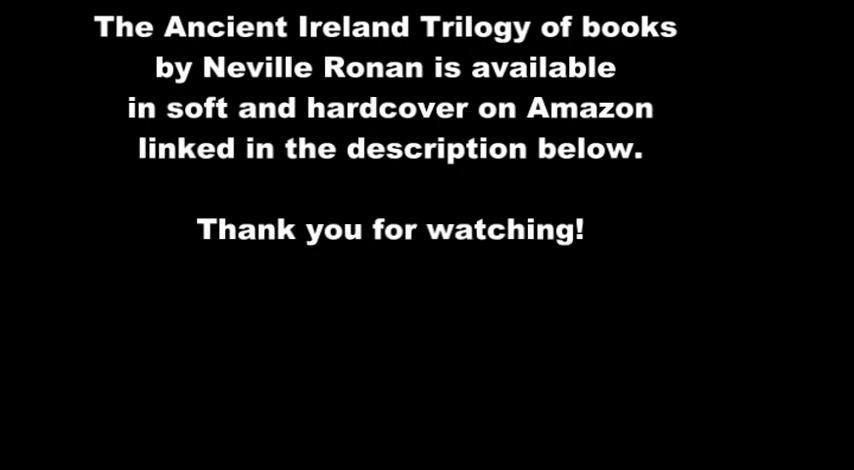 The Ancient Ireland Trilogy of books
by Neville Ronan is available
in soft and hardcover on Amazon
linked in the description below.
Thank you for watching!